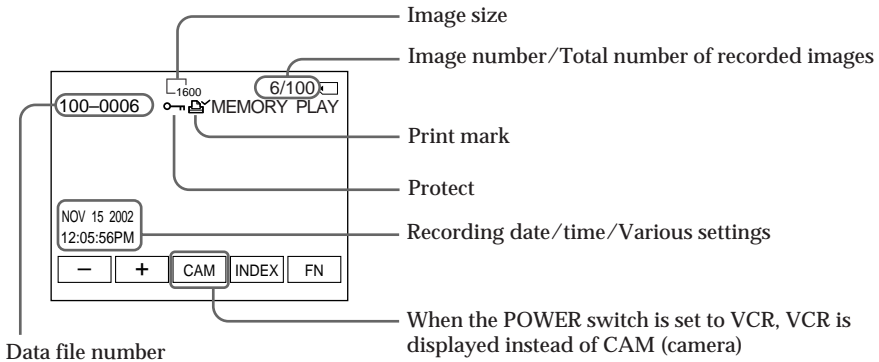 Image size
Image number/Total number of recorded images
1600
6/100
100–0006
MEMORY PLAY
Print mark
Protect
NOV 15 2002
12:05:56PM
Recording date/time/Various settings
− + CAM INDEX FN
When the POWER switch is set to VCR, VCR is
displayed instead of CAM (camera)
Data file number